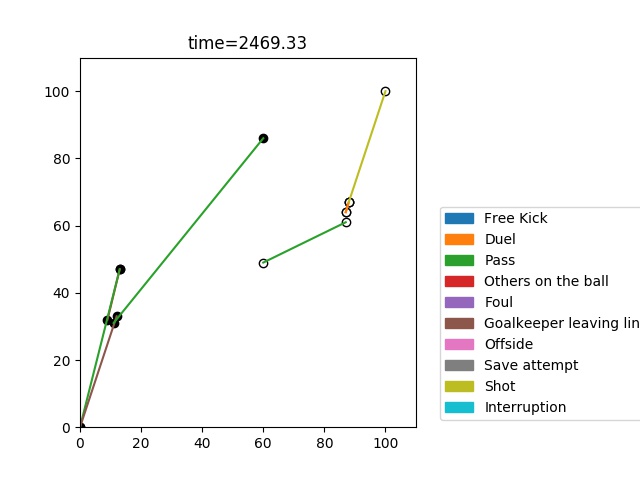 time=2469.33
100
80
60
40
20
0
0 20 40 60 80 100
Free Kick
Duel
Pass
Others on the ball
Foul
Goalkeeper leaving lin
Offside
Save attempt
Shot
Interruption